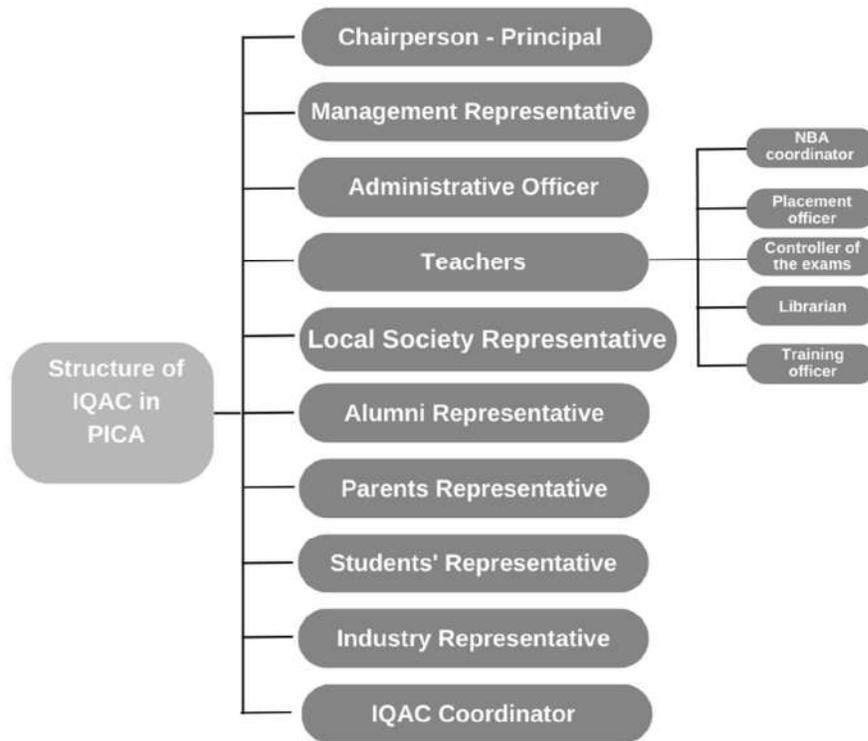 Chairperson - Principal
Management Representative
Administrative Officer
Teachers
NBA
coordinator
Placement
officer
Controller of
the exams
Librarian
Training
officer
Local Society Representative
Structure of
IQAC in
PICA
Alumni Representative
Parents Representative
Students' Representative
Industry Representative
IQAC Coordinator